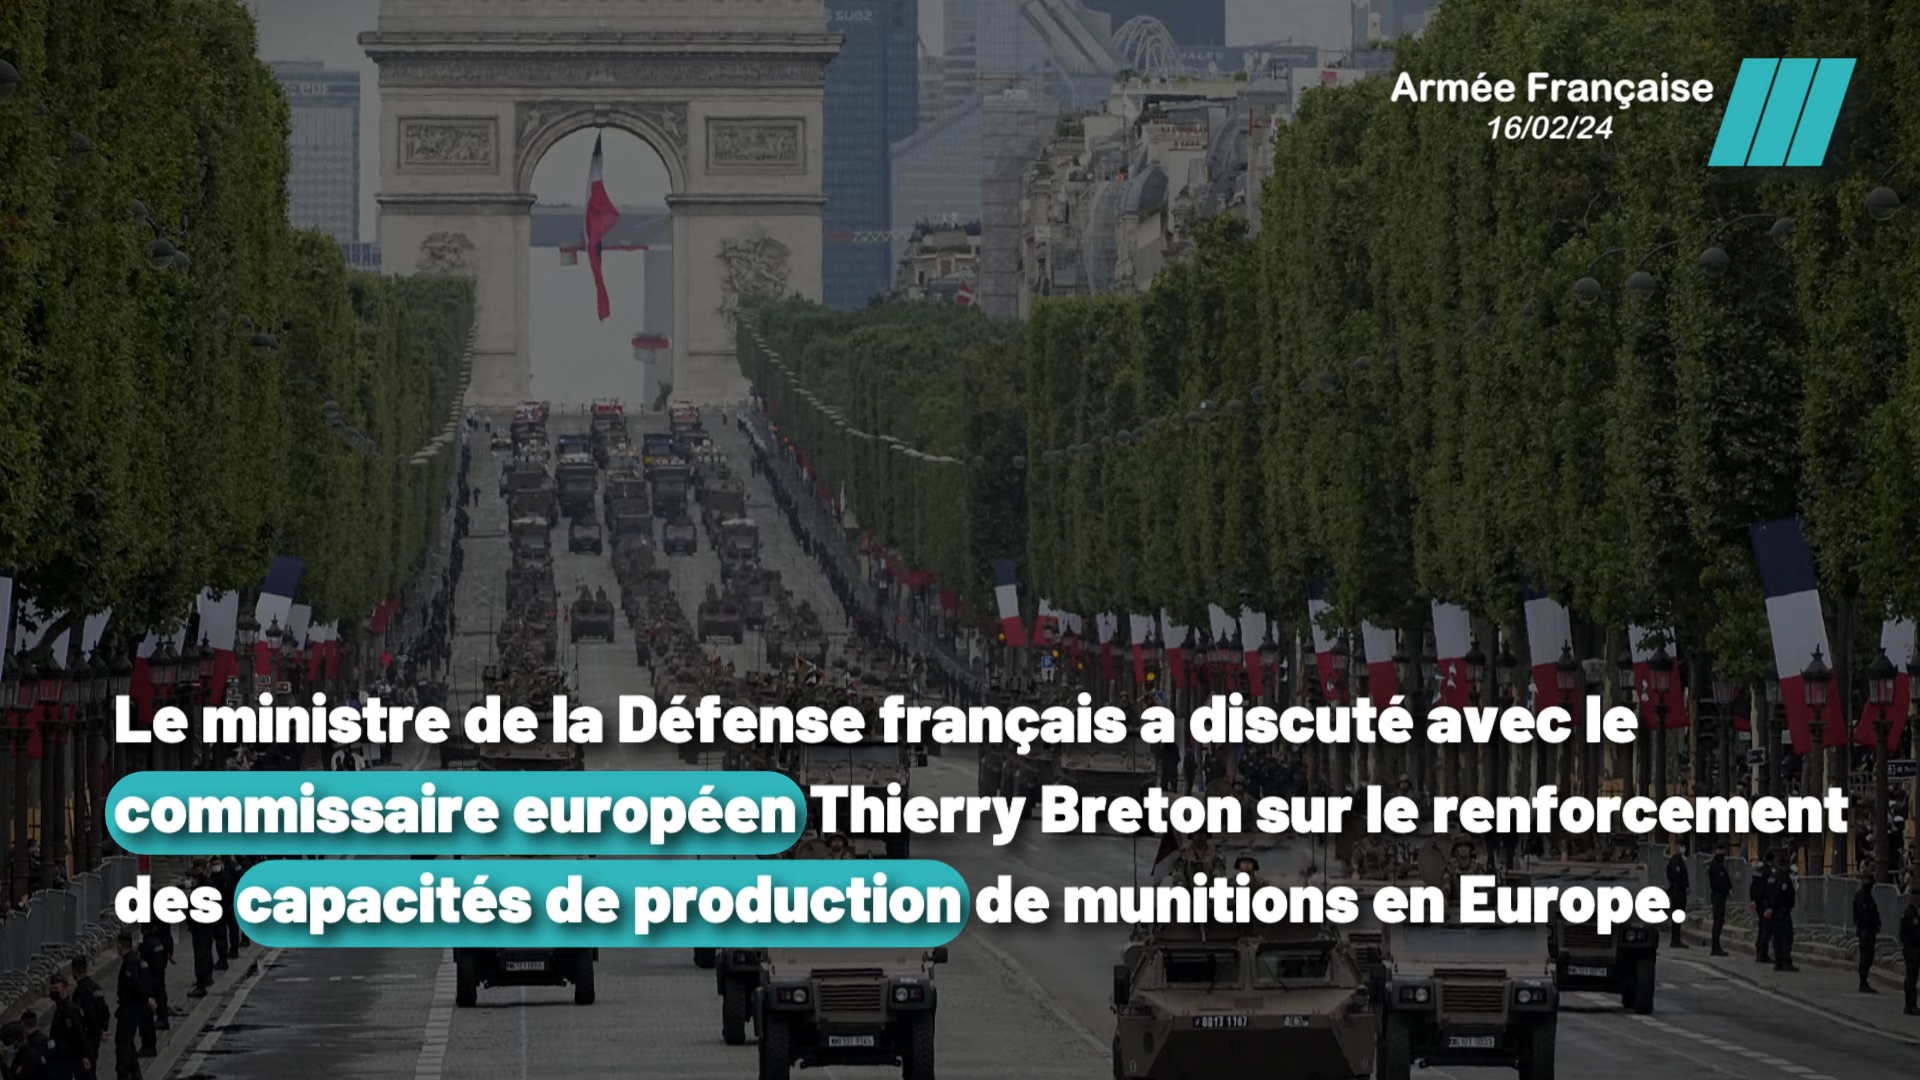 suez
Armée Française
16/02/24
Le ministre de la Défense français a discuté avec le
commissaire européen Thierry Breton sur le renforcement
des capacités de production de munitions en Europe.